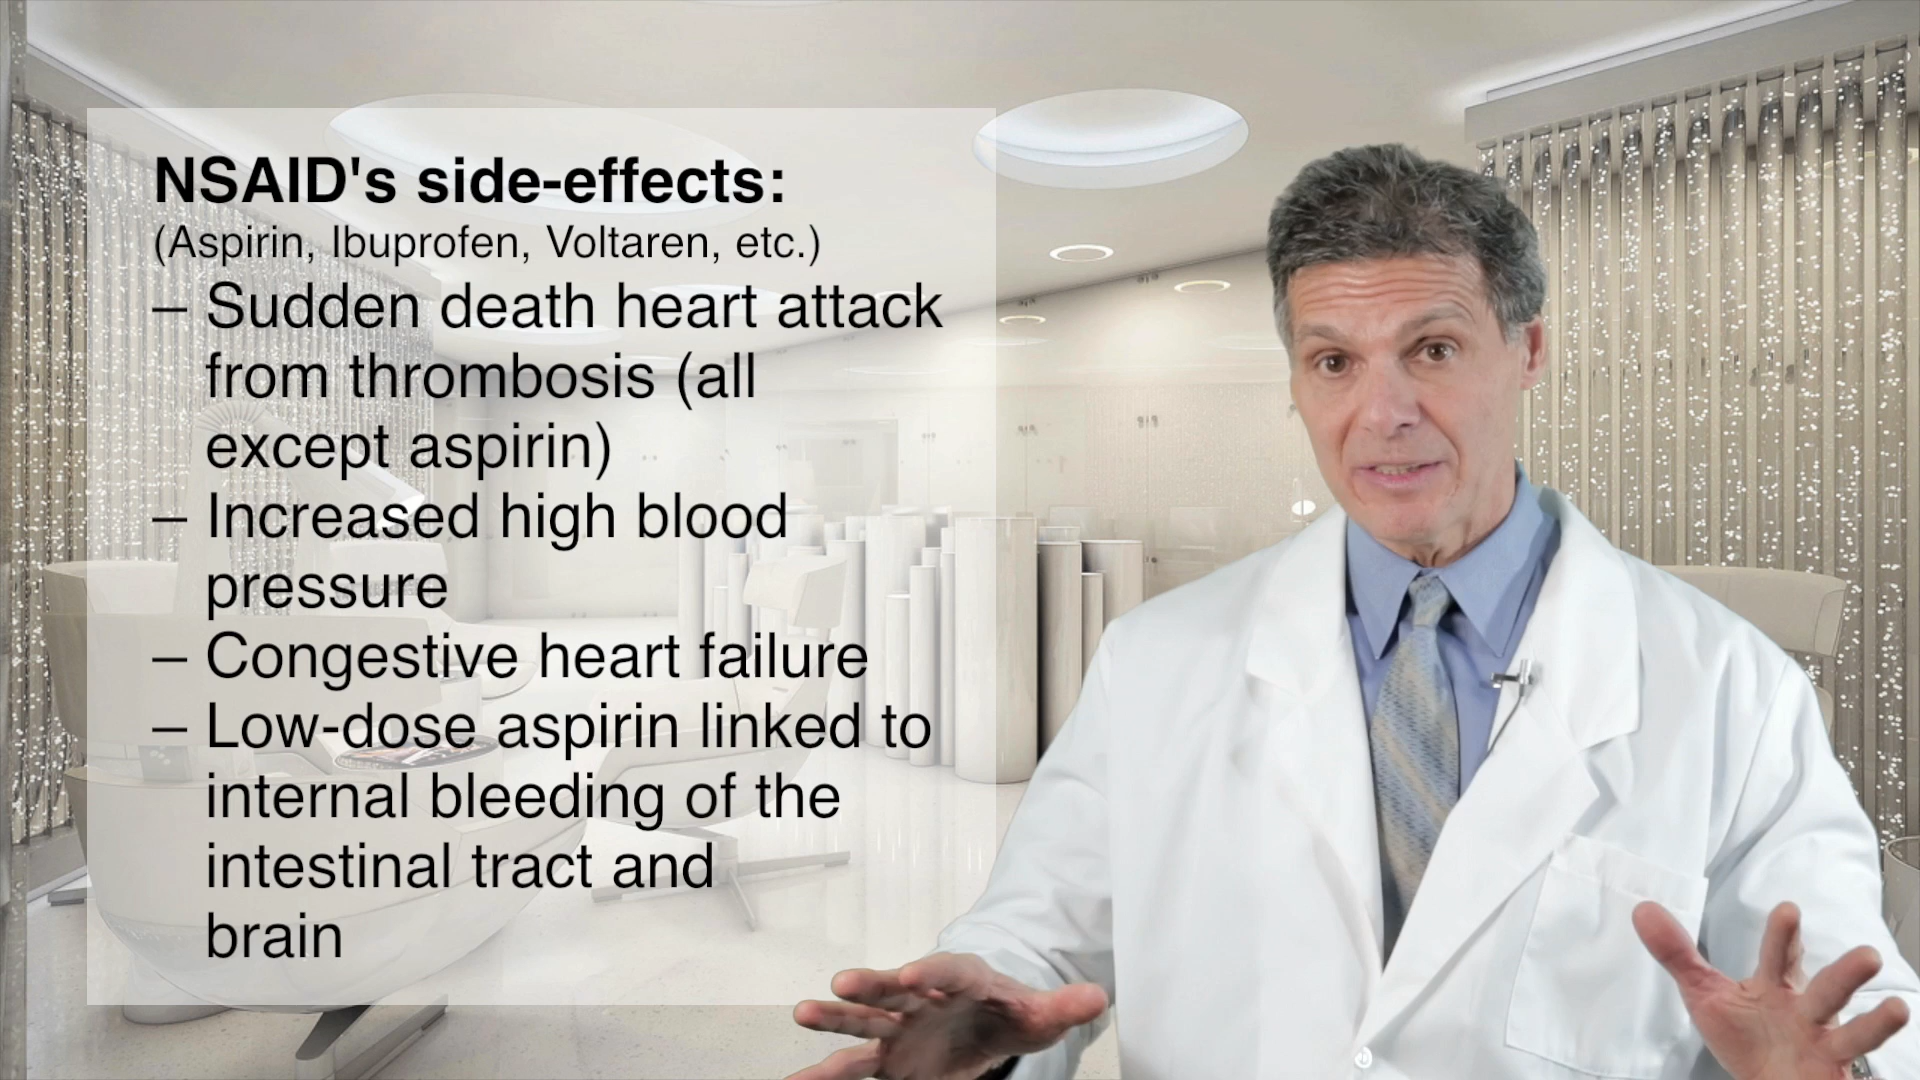 NSAID's side-effects:
(Aspirin, Ibuprofen, Voltaren, etc.)
– Sudden death heart attack
from thrombosis (all
except aspirin)
– Increased high blood
pressure
– Congestive heart failure
– Low-dose aspirin linked to
internal bleeding of the
intestinal tract and
brain